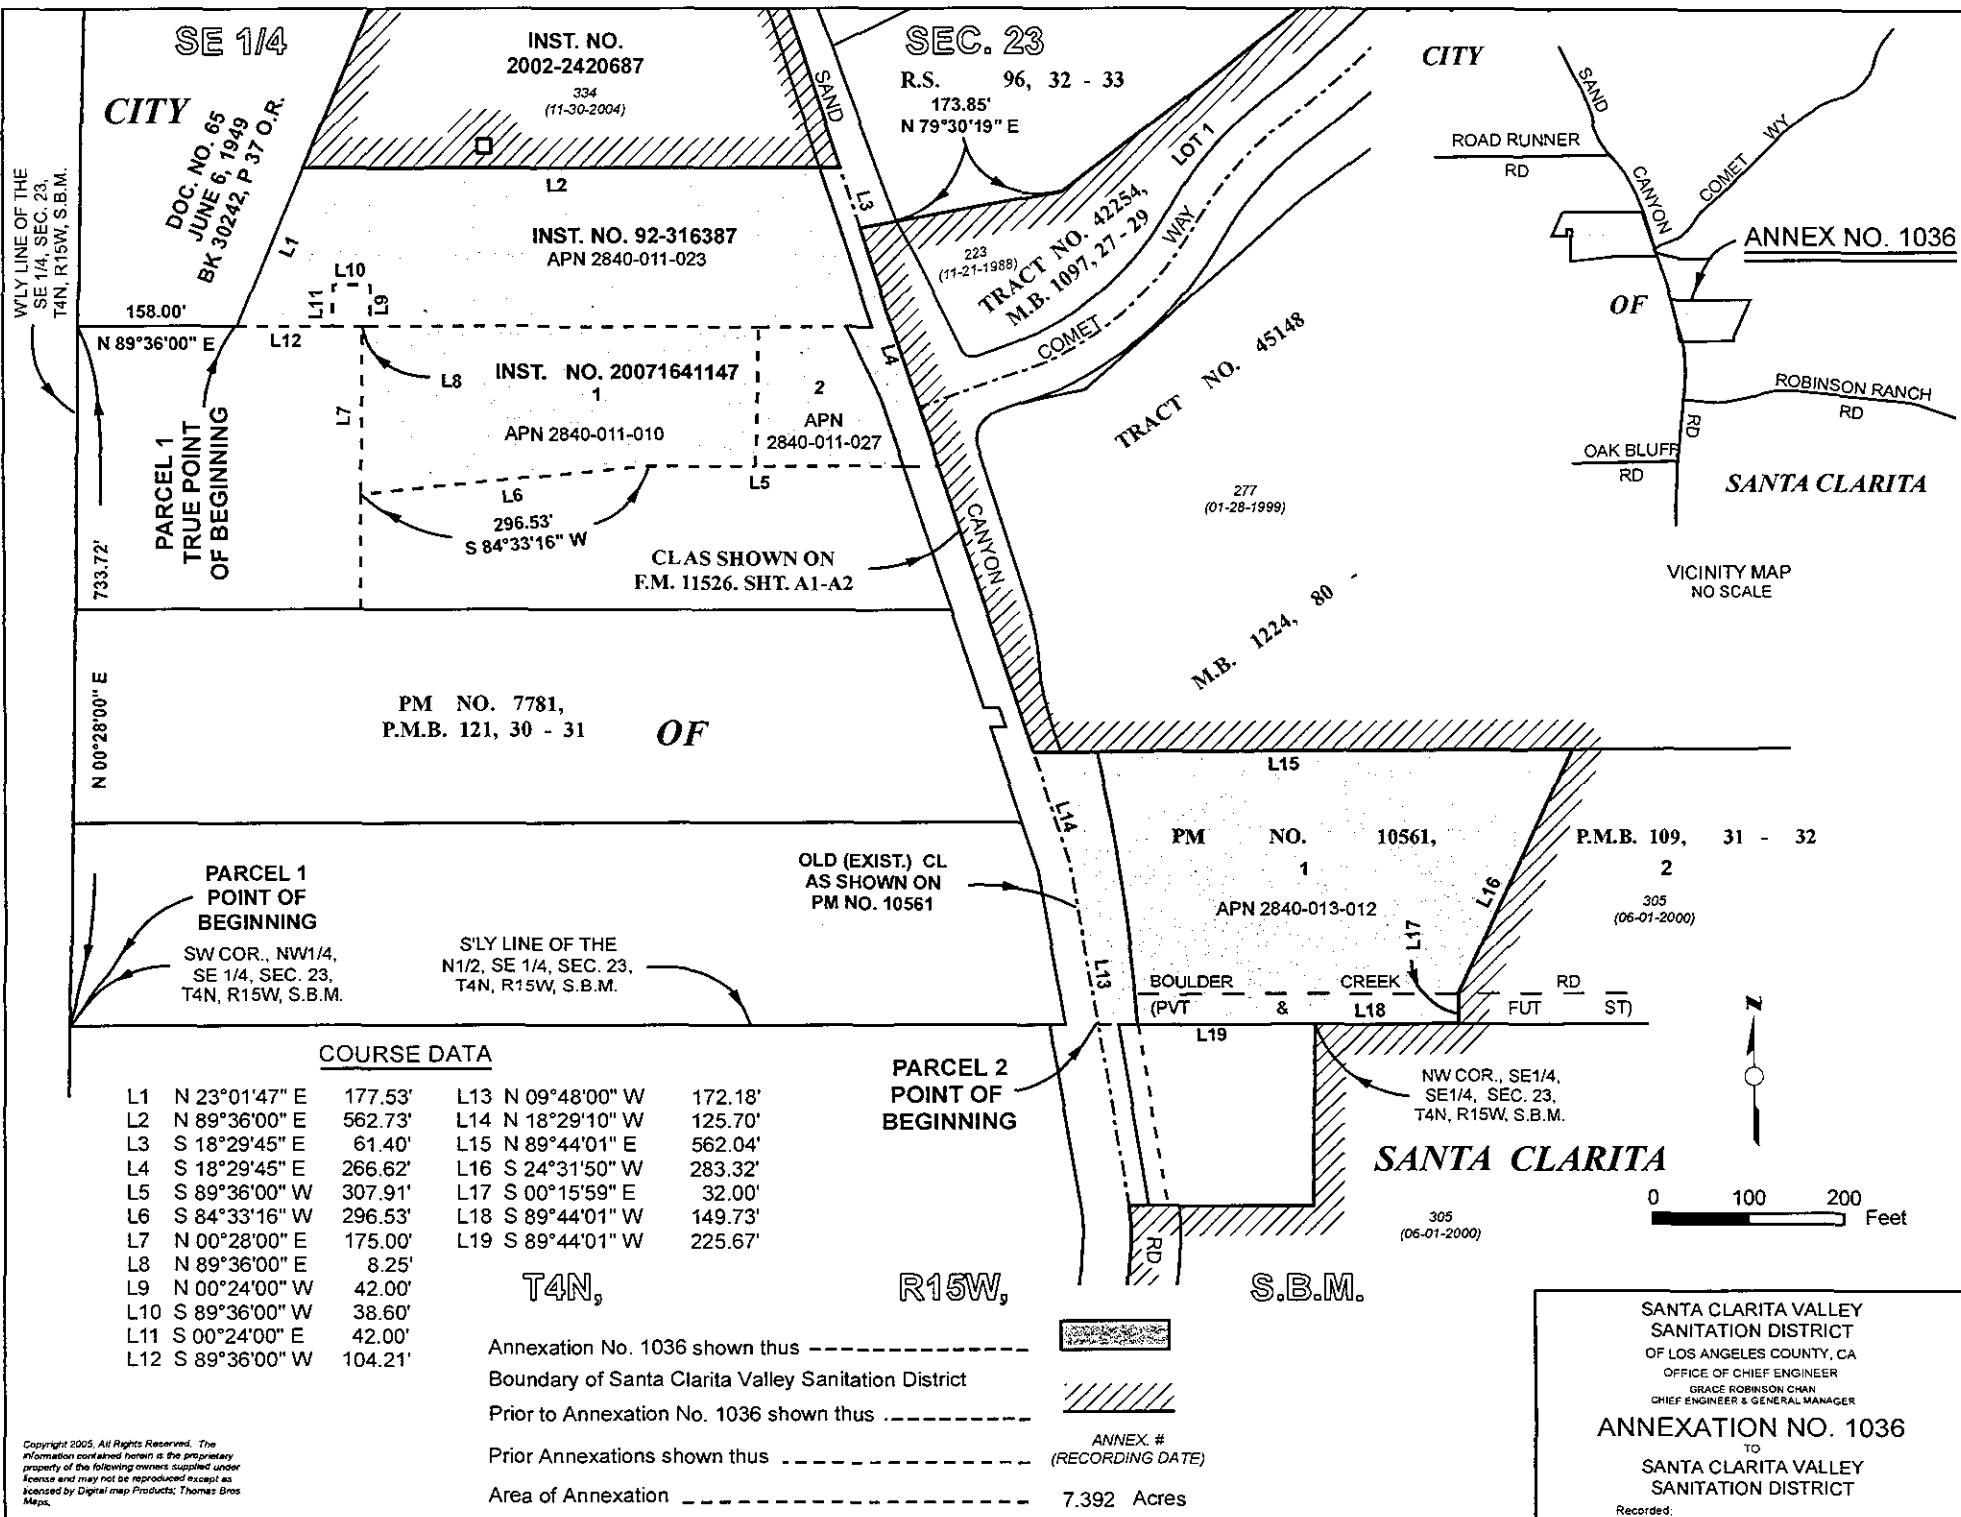 SE 1/4
CITY
DOC. NO. 65
JUNE 6, 1949
BK 30242, P 37 O.R.
INST. NO.
2002-2420687
334
(11-30-2004)
SAND
SEC. 23
R.S. 96, 32 - 33
173.85'
N 79°30'19" E
LOT 1
CITY
SAND
CANYON
ROAD RUNNER
RD
COMET WY
ANNEX NO. 1036
OF
ROBINSON RANCH
RD
RD
OAK BLUFF
RD
SANTA CLARITA
VICINITY MAP
NO SCALE
W'LY LINE OF THE
SE 1/4, SEC. 23,
T4N, R15W, S.B.M.
L2
L3
L1
INST. NO. 92-316387
APN 2840-011-023
223
(11-21-1988)
TRACT NO. 42254,
M.B. 1097, 27 - 29
WAY
COMET
L10
L11
L9
158.00'
N 89°36'00" E
L12
L4
L8
INST. NO. 20071641147
1
APN 2840-011-010
2
APN
2840-011-027
L7
TRACT NO. 45148
PARCEL 1
TRUE POINT
OF BEGINNING
L6
L5
296.53'
S 84°33'16" W
277
(01-28-1999)
CANYON
733.72'
CL AS SHOWN ON
F.M. 11526. SHT. A1-A2
M.B. 1224, 80 -
N 00°28'00" E
PM NO. 7781,
P.M.B. 121, 30 - 31
OF
L15
L14
PM NO. 10561,
1
APN 2840-013-012
P.M.B. 109, 31 - 32
2
305
(06-01-2000)
L16
L17
OLD (EXIST.) CL
AS SHOWN ON
PM NO. 10561
PARCEL 1
POINT OF
BEGINNING
SW COR., NW1/4,
SE 1/4, SEC. 23,
T4N, R15W, S.B.M.
S'LY LINE OF THE
N1/2, SE 1/4, SEC. 23,
T4N, R15W, S.B.M.
L13
BOULDER CREEK RD
(PVT & L18 FUT ST)
L19
PARCEL 2
POINT OF
BEGINNING
NW COR., SE1/4,
SE1/4, SEC. 23,
T4N, R15W, S.B.M.
SANTA CLARITA
305
(06-01-2000)
RD
N
0 100 200
Feet
COURSE DATA
L1 N 23°01'47" E 177.53' L13 N 09°48'00" W 172.18'
L2 N 89°36'00" E 562.73' L14 N 18°29'10" W 125.70'
L3 S 18°29'45" E 61.40' L15 N 89°44'01" E 562.04'
L4 S 18°29'45" E 266.62' L16 S 24°31'50" W 283.32'
L5 S 89°36'00" W 307.91' L17 S 00°15'59" E 32.00'
L6 S 84°33'16" W 296.53' L18 S 89°44'01" W 149.73'
L7 N 00°28'00" E 175.00' L19 S 89°44'01" W 225.67'
L8 N 89°36'00" E 8.25'
L9 N 00°24'00" W 42.00'
L10 S 89°36'00" W 38.60'
L11 S 00°24'00" E 42.00'
L12 S 89°36'00" W 104.21'
T4N, R15W, S.B.M.
Annexation No. 1036 shown thus
Boundary of Santa Clarita Valley Sanitation District
Prior to Annexation No. 1036 shown thus
Prior Annexations shown thus
ANNEX. #
(RECORDING DATE)
Area of Annexation 7.392 Acres
Copyright 2005, All Rights Reserved. The
information contained herein is the proprietary
property of the following owners supplied under
license and may not be reproduced except as
licensed by Digital map Products; Thomas Bros
Maps,
SANTA CLARITA VALLEY
SANITATION DISTRICT
OF LOS ANGELES COUNTY, CA
OFFICE OF CHIEF ENGINEER
GRACE ROBINSON CHAN
CHIEF ENGINEER & GENERAL MANAGER
ANNEXATION NO. 1036
TO
SANTA CLARITA VALLEY
SANITATION DISTRICT
Recorded: